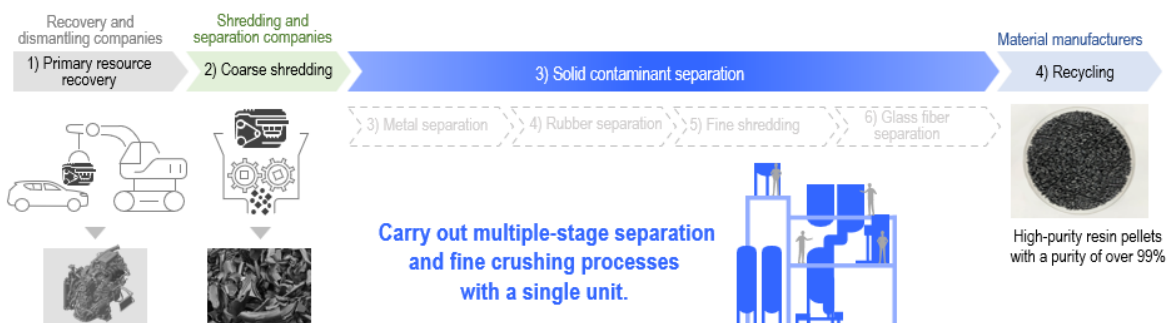 Recovery and
dismantling companies
Shredding and
separation companies
Material manufacturers
1) Primary resource
recovery
2) Coarse shredding
3) Solid contaminant separation
4) Recycling
3) Metal separation
4) Rubber separation
5) Fine shredding
6) Glass fiber
separation
Carry out multiple-stage separation
and fine crushing processes
with a single unit.
High-purity resin pellets
with a purity of over 99%